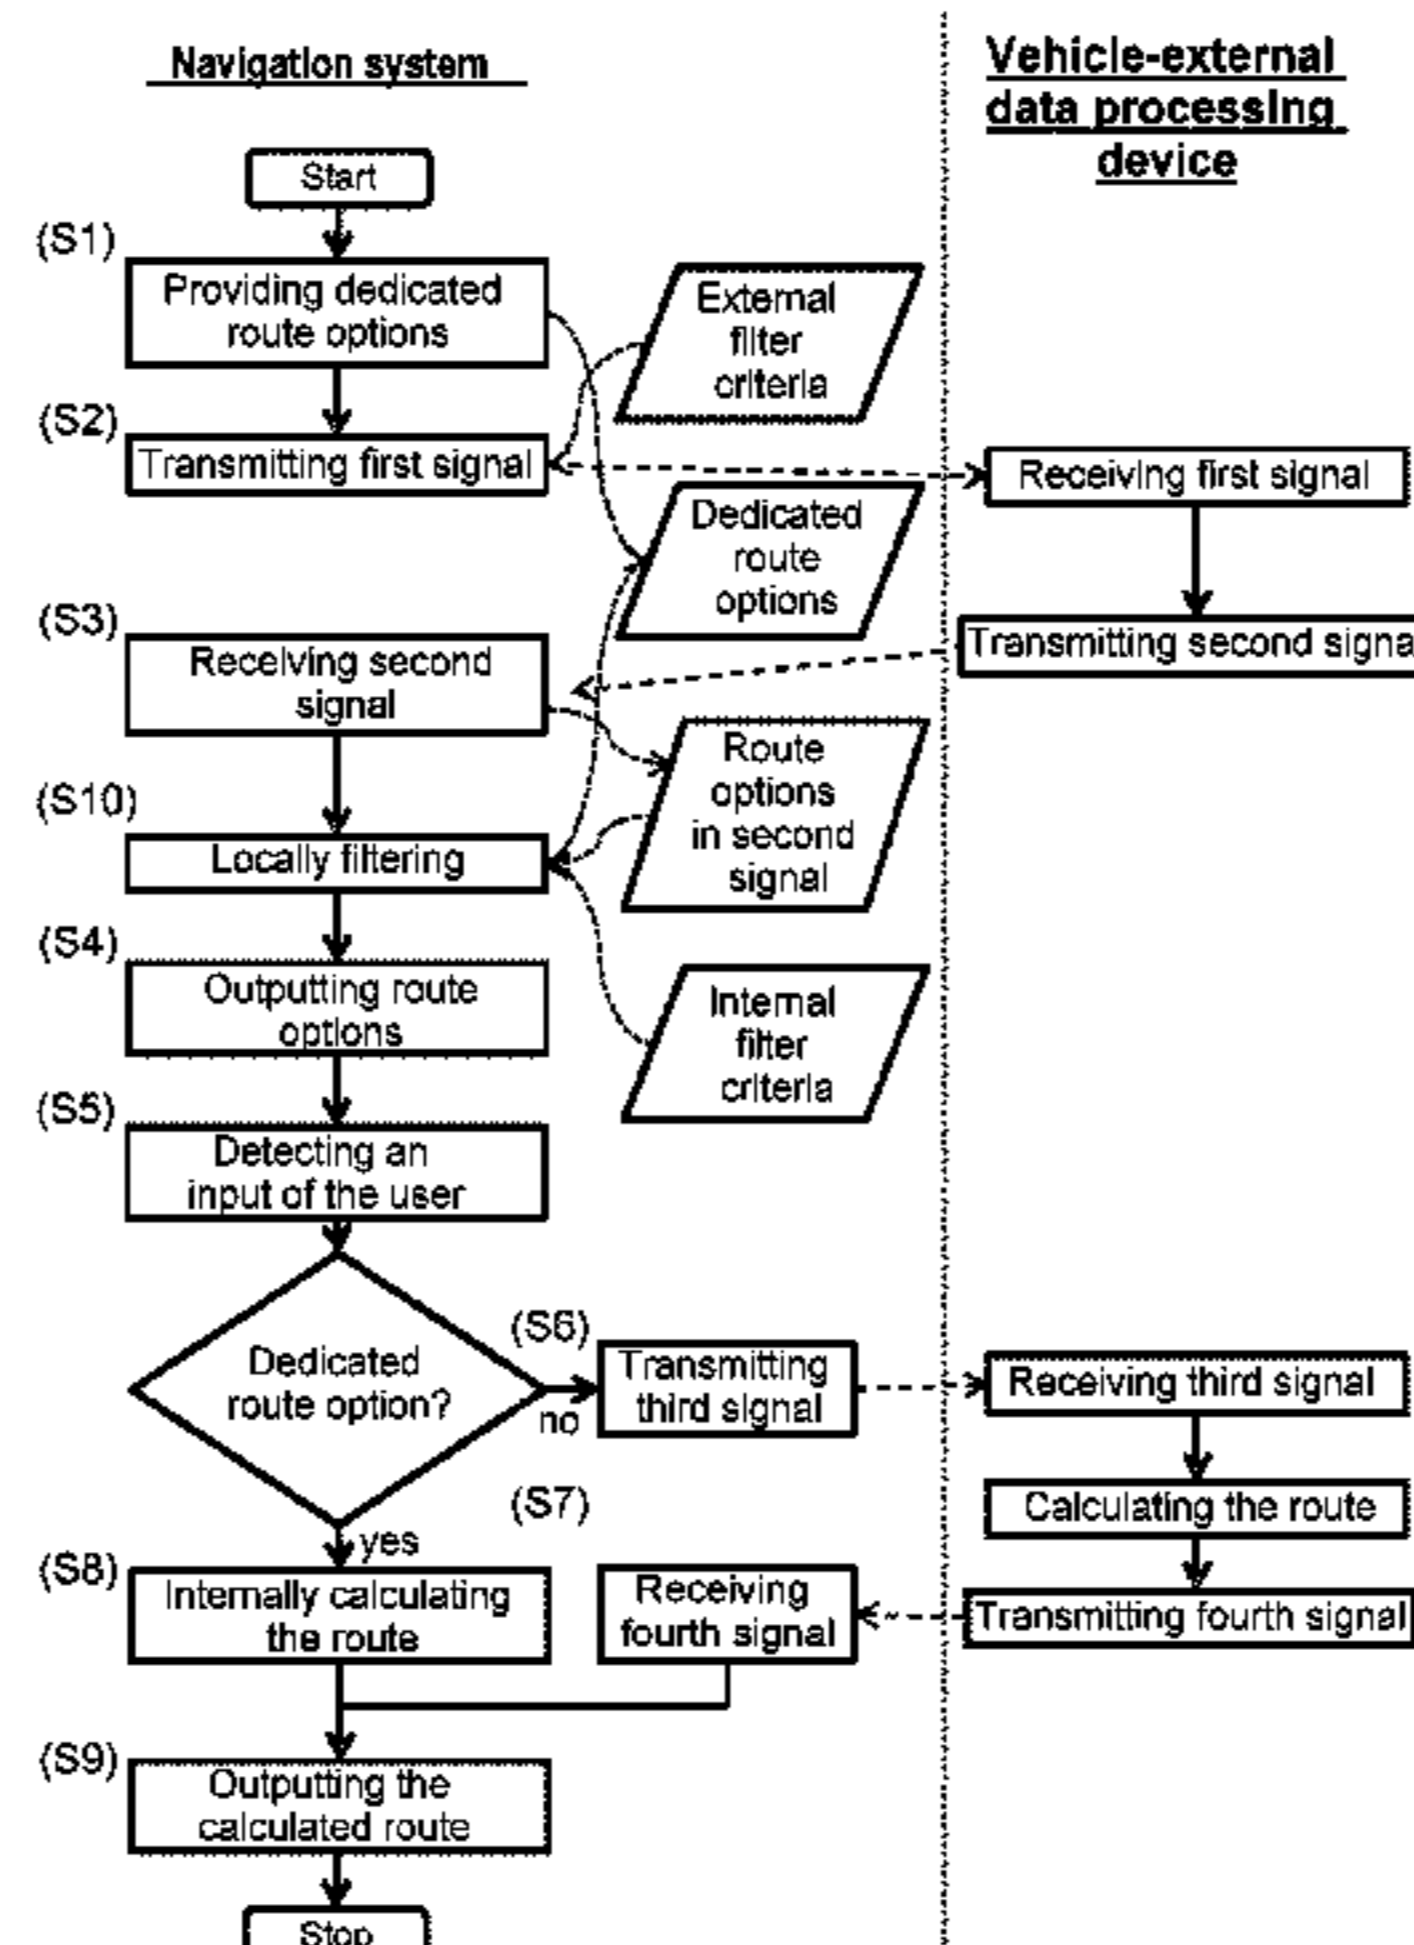 Navigation system
Vehicle-external
data processing
device
Start
(S1)
Providing dedicated
route options
External
filter
criteria
(S2)
Transmitting first signal
Receiving first signal
Dedicated
route
options
(S3)
Receiving second
signal
Transmitting second signa
Route
options
in second
signal
(S10)
Locally filtering
(S4)
Outputting route
options
Internal
filter
criteria
(S5)
Detecting an
input of the user
Dedicated
route option?
(S6)
no
Transmitting
third signal
Receiving third signal
Calculating the route
(S7)
yes
(S8)
Internally calculating
the route
Receiving
fourth signal
Transmitting fourth signal
(S9)
Outputting the
calculated route
Stop